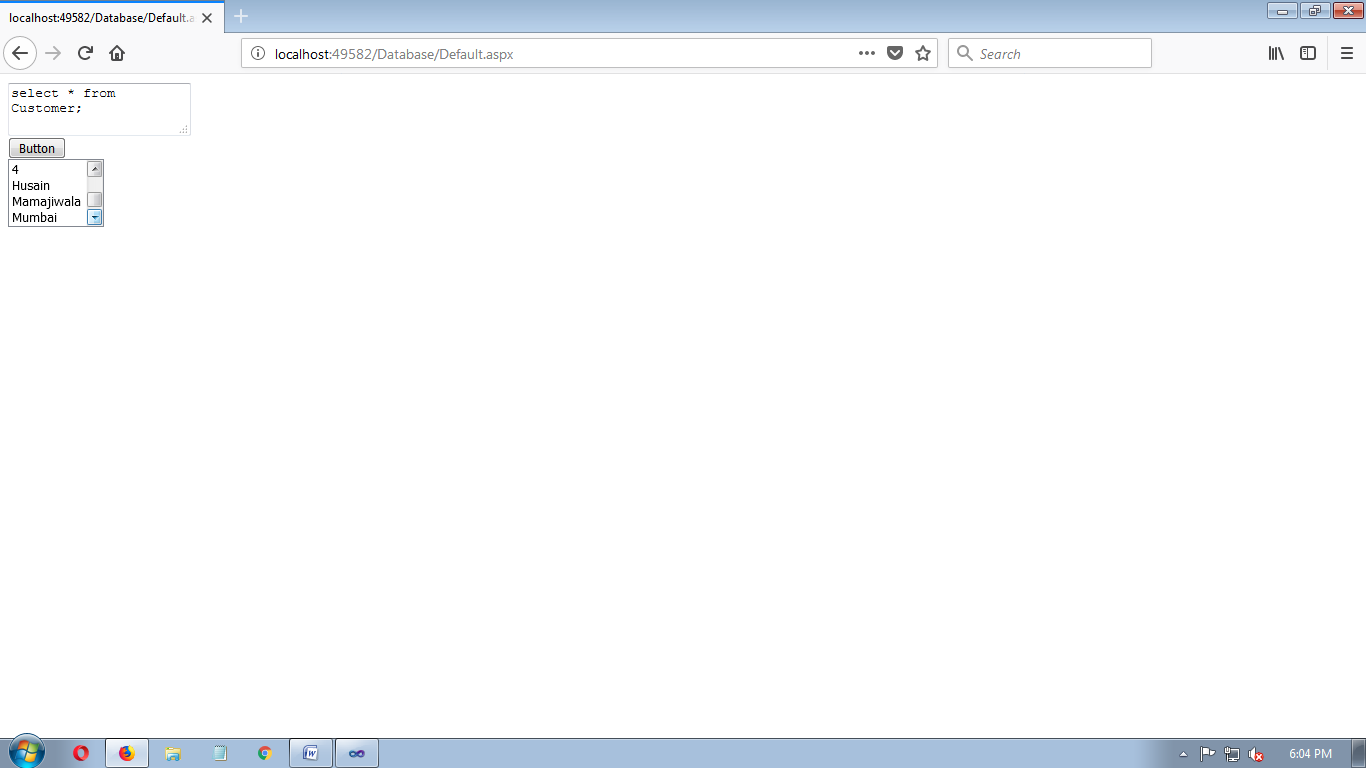 localhost:49582/Database/Default.a
localhost:49582/Database/Default.aspx
Search
select * from
Customer;
Button
4
Husain
Mamajiwala
Mumbai
6:04 PM